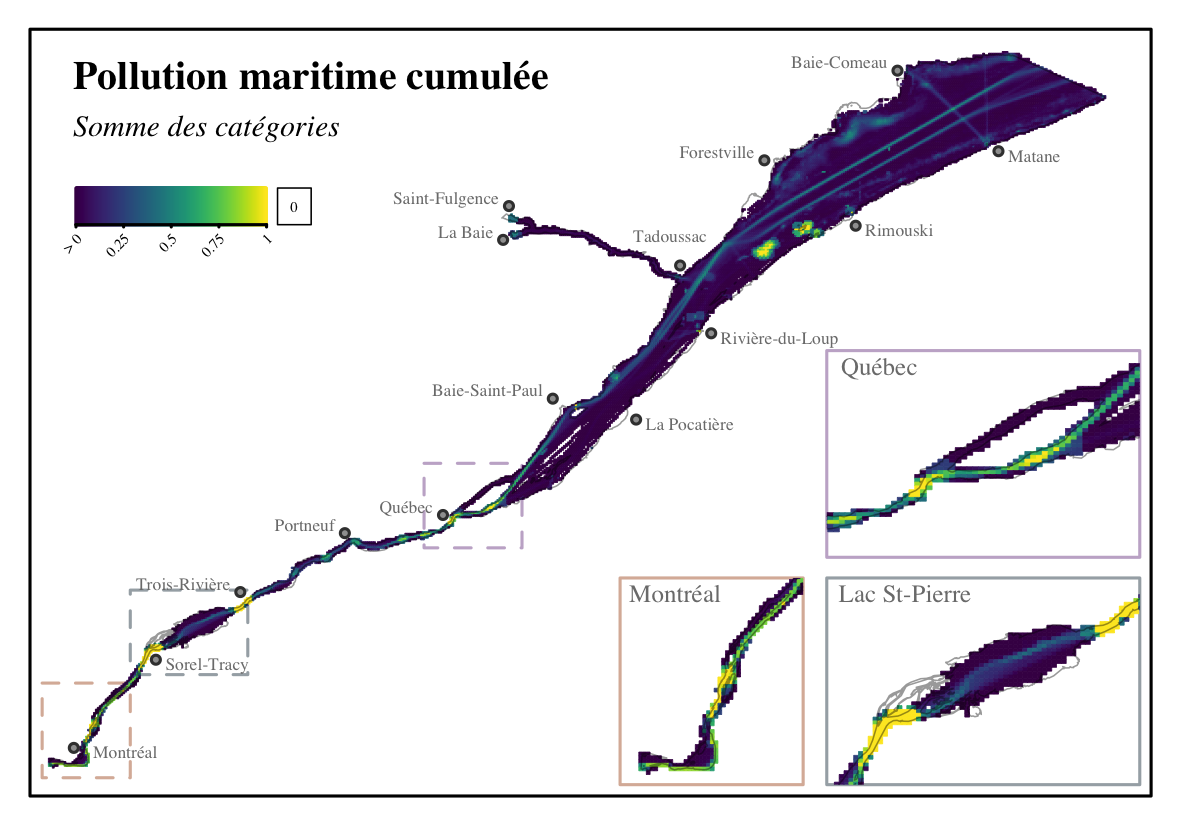 Pollution maritime cumulée
Somme des catégories
0
> 0
0.25
0.5
0.75
1
Baie-Comeau
Forestville
Matane
Saint-Fulgence
La Baie
Tadoussac
Rimouski
Rivière-du-Loup
Baie-Saint-Paul
La Pocatière
Québec
Portneuf
Trois-Rivière
Sorel-Tracy
Montréal
Québec
Montréal
Lac St-Pierre